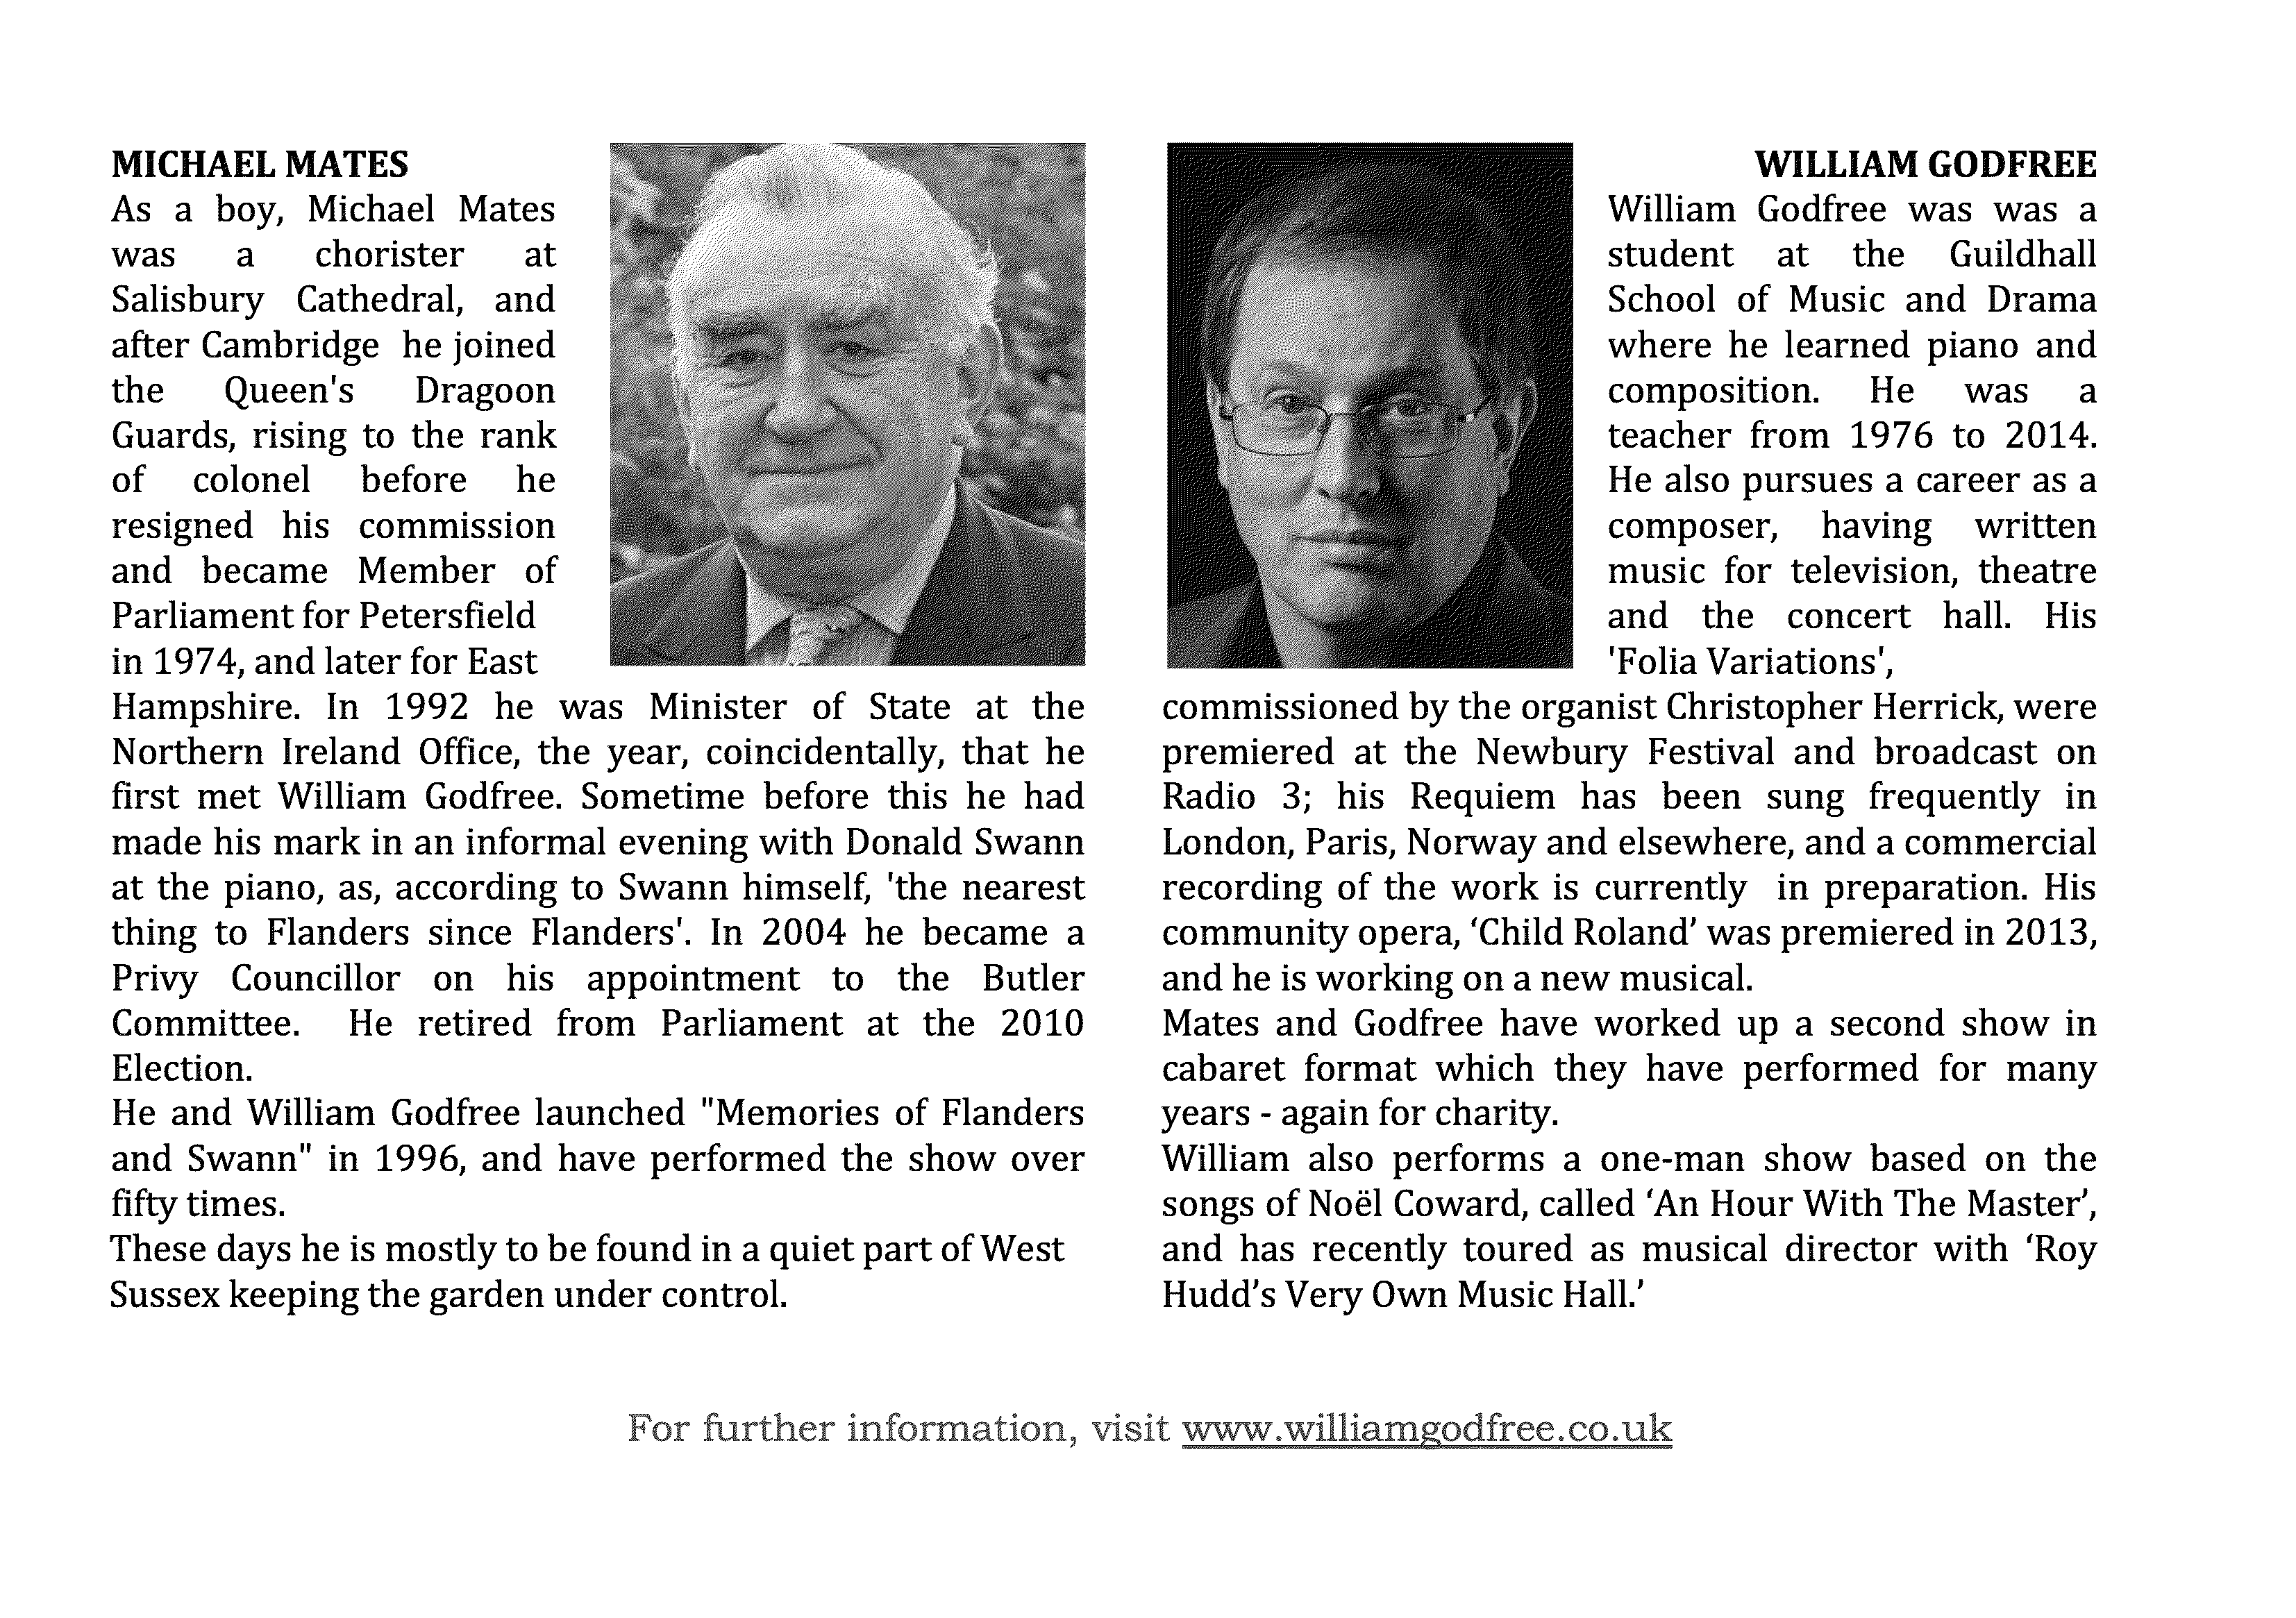 MICHAEL MATES
As a boy, Michael Mates
was a chorister at
Salisbury Cathedral, and
after Cambridge he joined
the Queen's Dragoon
Guards, rising to the rank
of colonel before he
resigned his commission
and became Member of
Parliament for Petersfield
in 1974, and later for East
Hampshire. In 1992 he was Minister of State at the
Northern Ireland Office, the year, coincidentally, that he
first met William Godfree. Sometime before this he had
made his mark in an informal evening with Donald Swann
at the piano, as, according to Swann himself, 'the nearest
thing to Flanders since Flanders'. In 2004 he became a
Privy Councillor on his appointment to the Butler
Committee. He retired from Parliament at the 2010
Election.
He and William Godfree launched "Memories of Flanders
and Swann" in 1996, and have performed the show over
fifty times.
These days he is mostly to be found in a quiet part of West
Sussex keeping the garden under control.
WILLIAM GODFREE
William Godfree was was a
student at the Guildhall
School of Music and Drama
where he learned piano and
composition. He was a
teacher from 1976 to 2014.
He also pursues a career as a
composer, having written
music for television, theatre
and the concert hall. His
'Folia Variations',
commissioned by the organist Christopher Herrick, were
premiered at the Newbury Festival and broadcast on
Radio 3; his Requiem has been sung frequently in
London, Paris, Norway and elsewhere, and a commercial
recording of the work is currently in preparation. His
community opera, ‘Child Roland’ was premiered in 2013,
and he is working on a new musical.
Mates and Godfree have worked up a second show in
cabaret format which they have performed for many
years - again for charity.
William also performs a one-man show based on the
songs of Noël Coward, called ‘An Hour With The Master’,
and has recently toured as musical director with ‘Roy
Hudd’s Very Own Music Hall.’
For further information, visit www.williamgodfree.co.uk